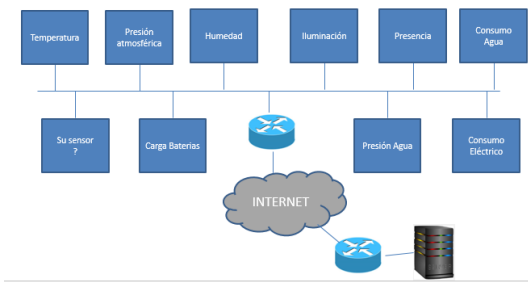 Temperatura
Presión
atmosférica
Humedad
Iluminación
Presencia
Consumo
Agua
Su sensor
?
Carga Baterias
Presión Agua
Consumo
Eléctrico
INTERNET